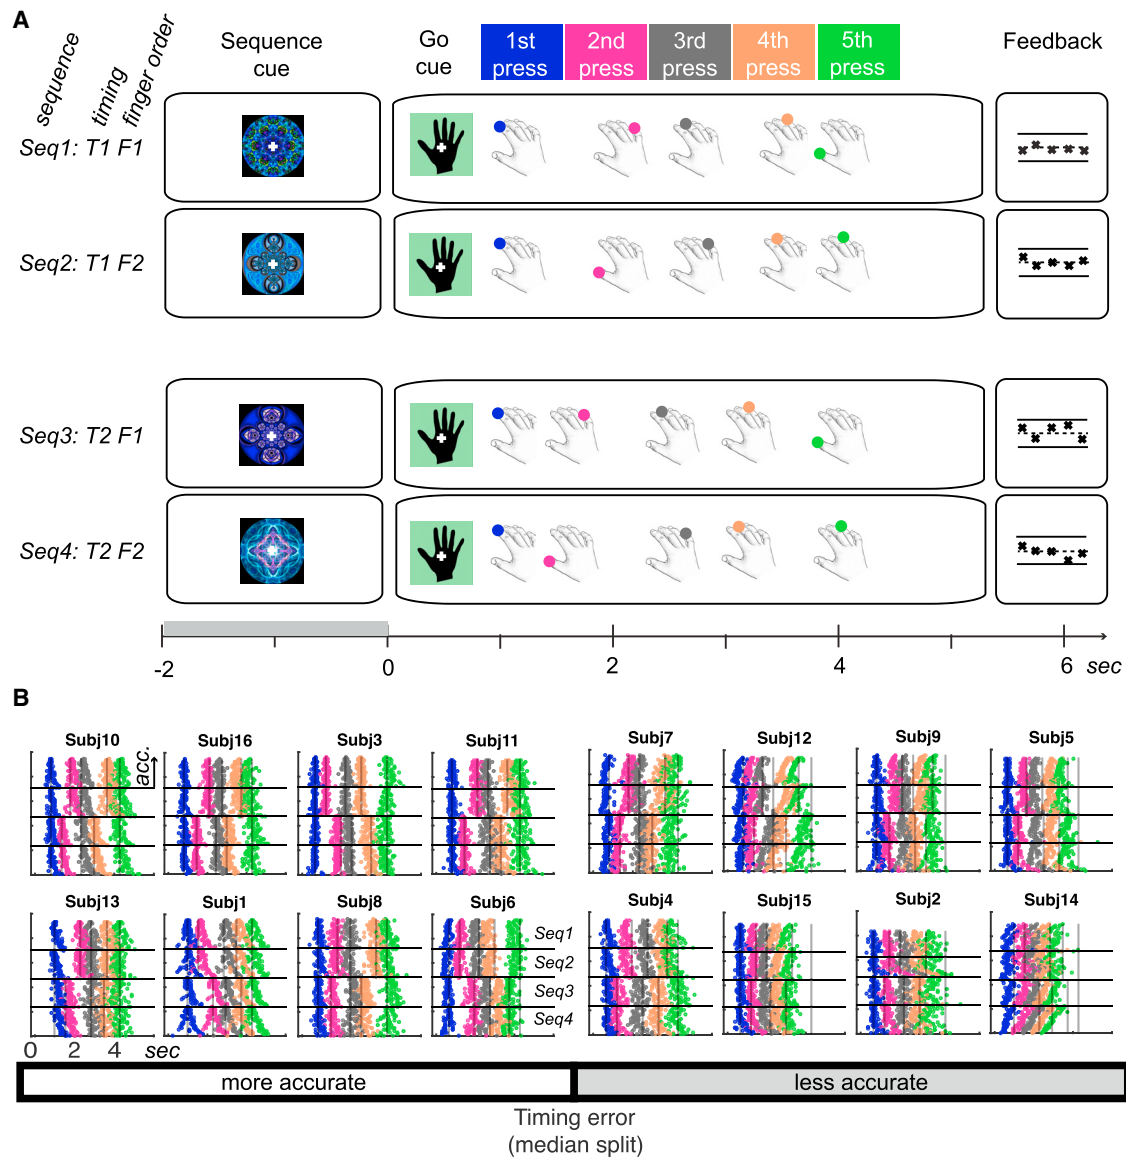 A
sequence
timing
finger order
Sequence
cue
Go
cue
1st
press
2nd
press
3rd
press
4th
press
5th
press
Feedback
Seq1: T1 F1
Seq2: T1 F2
Seq3: T2 F1
Seq4: T2 F2
-2 0 2 4 6 sec
B
Subj10 Subj16 Subj3 Subj11 Subj7 Subj12 Subj9 Subj5
acc.
Subj13 Subj1 Subj8 Subj6 Subj4 Subj15 Subj2 Subj14
Seq1
Seq2
Seq3
Seq4
0 2 4 sec
more accurate less accurate
Timing error
(median split)